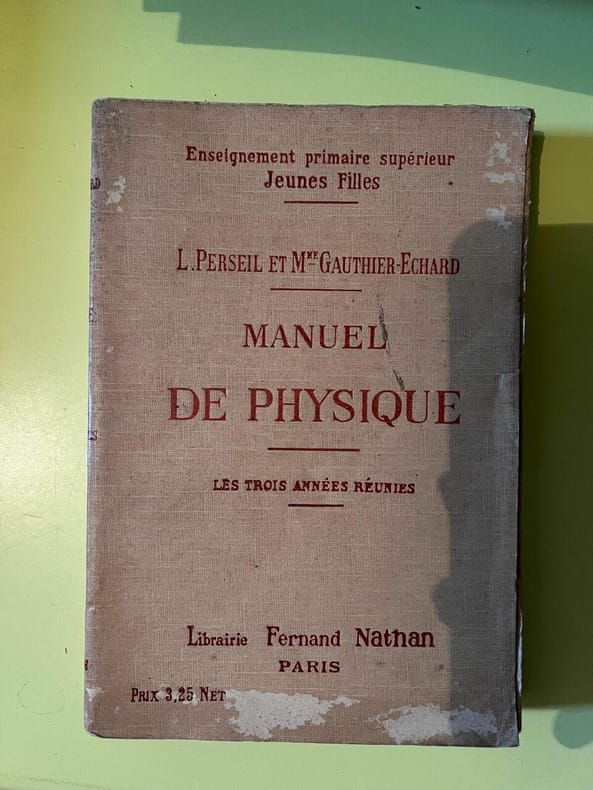 Enseignement primaire supérieur
Jeunes Filles
L. PERSEIL ET MME GAUTHIER-ECHARD
MANUEL
DE PHYSIQUE
LES TROIS ANNÉES RÉUNIES
Librairie Fernand Nathan
PARIS
PRIX 3,25 NET